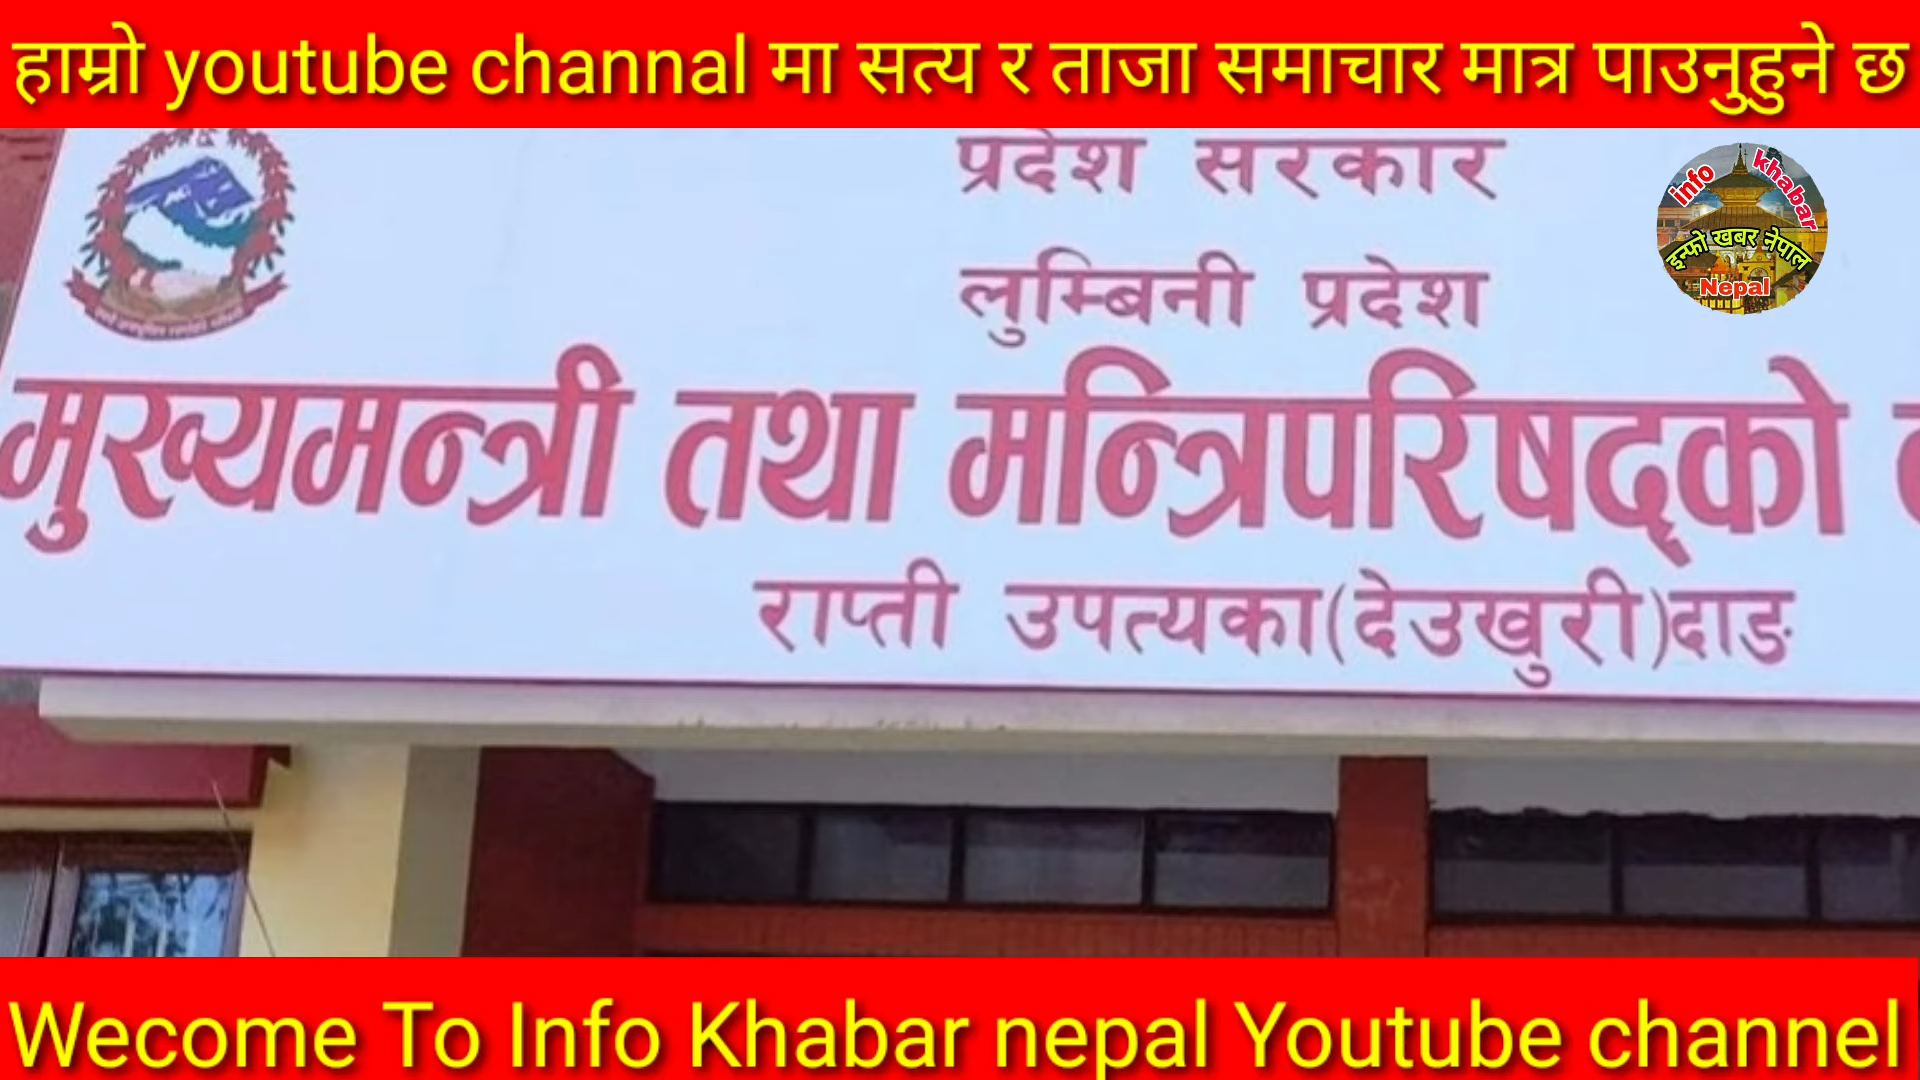 हाम्रो youtube channal मा सत्य र ताजा समाचार मात्र पाउनुहुने छ
प्रदेश सरकार
info khabar
इन्फो खबर नेपाल
Nepal
लुम्बिनी प्रदेश
मुख्यमन्त्री तथा मन्त्रिपरिषद्को
राप्ती उपत्यका(देउखुरी)दाङ
Wecome To Info Khabar nepal Youtube channel